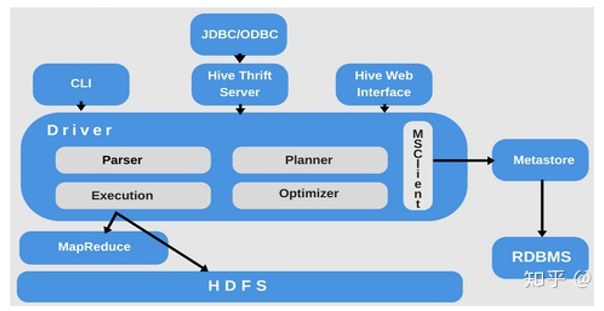 JDBC/ODBC
CLI
Hive Thrift
Server
Hive Web
Interface
Driver
Parser
Planner
Execution
Optimizer
MSClient
Metastore
MapReduce
RDBMS
HDFS
知乎 @